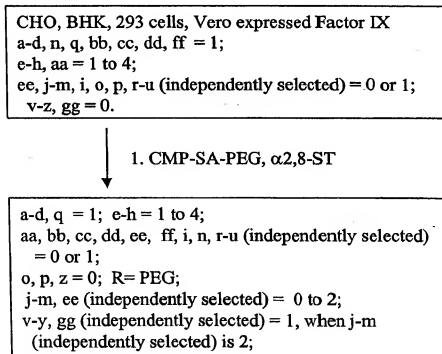 CHO, BHK, 293 cells, Vero expressed Factor IX
a-d, n, q, bb, cc, dd, ff = 1;
e-h, aa = 1 to 4;
ee, j-m, i, o, p, r-u (independently selected) = 0 or 1;
v-z, gg = 0.
1. CMP-SA-PEG, α2,8-ST
a-d, q = 1; e-h = 1 to 4;
aa, bb, cc, dd, ee, ff, i, n, r-u (independently selected)
= 0 or 1;
o, p, z = 0; R= PEG;
j-m, ee (independently selected) = 0 to 2;
v-y, gg (independently selected) = 1, when j-m
(independently selected) is 2;